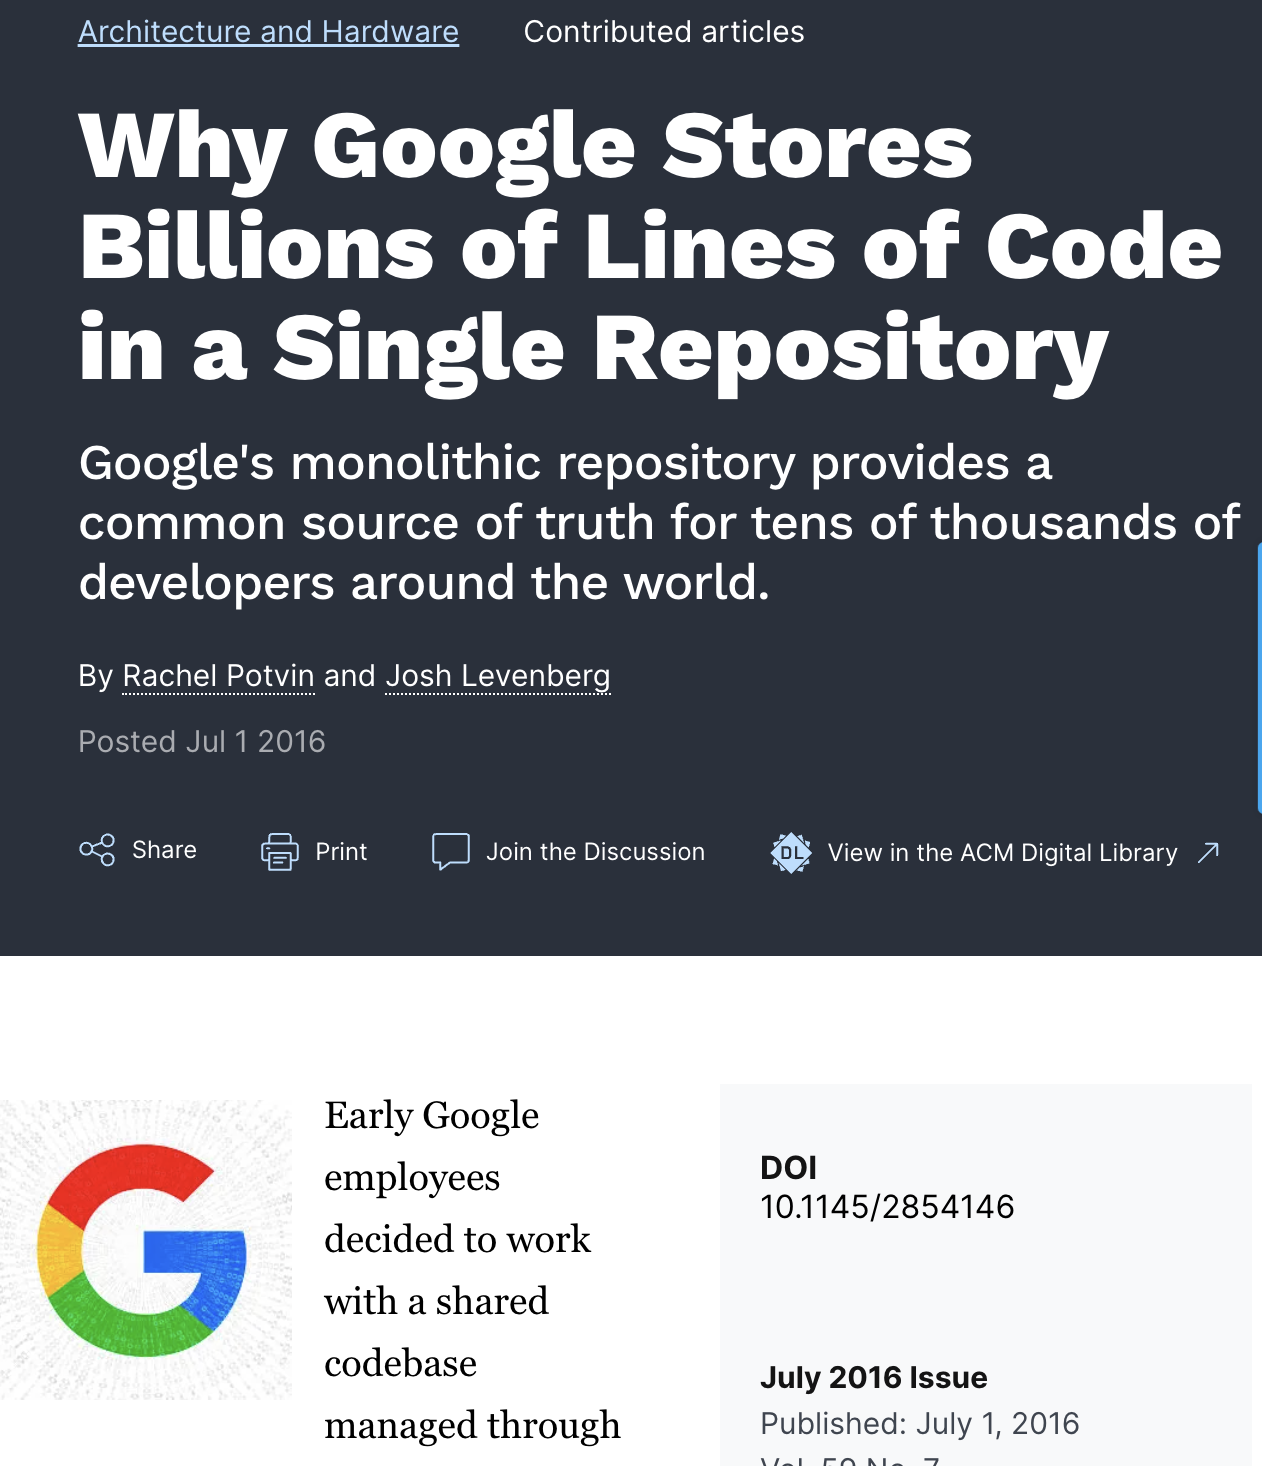 Architecture and Hardware Contributed articles
Why Google Stores
Billions of Lines of Code
in a Single Repository
Google's monolithic repository provides a
common source of truth for tens of thousands of
developers around the world.
By Rachel Potvin and Josh Levenberg
Posted Jul 1 2016
Share Print Join the Discussion DL View in the ACM Digital Library
Early Google
employees
decided to work
with a shared
codebase
managed through
DOI
10.1145/2854146
July 2016 Issue
Published: July 1, 2016
Vol. 59 No. 7